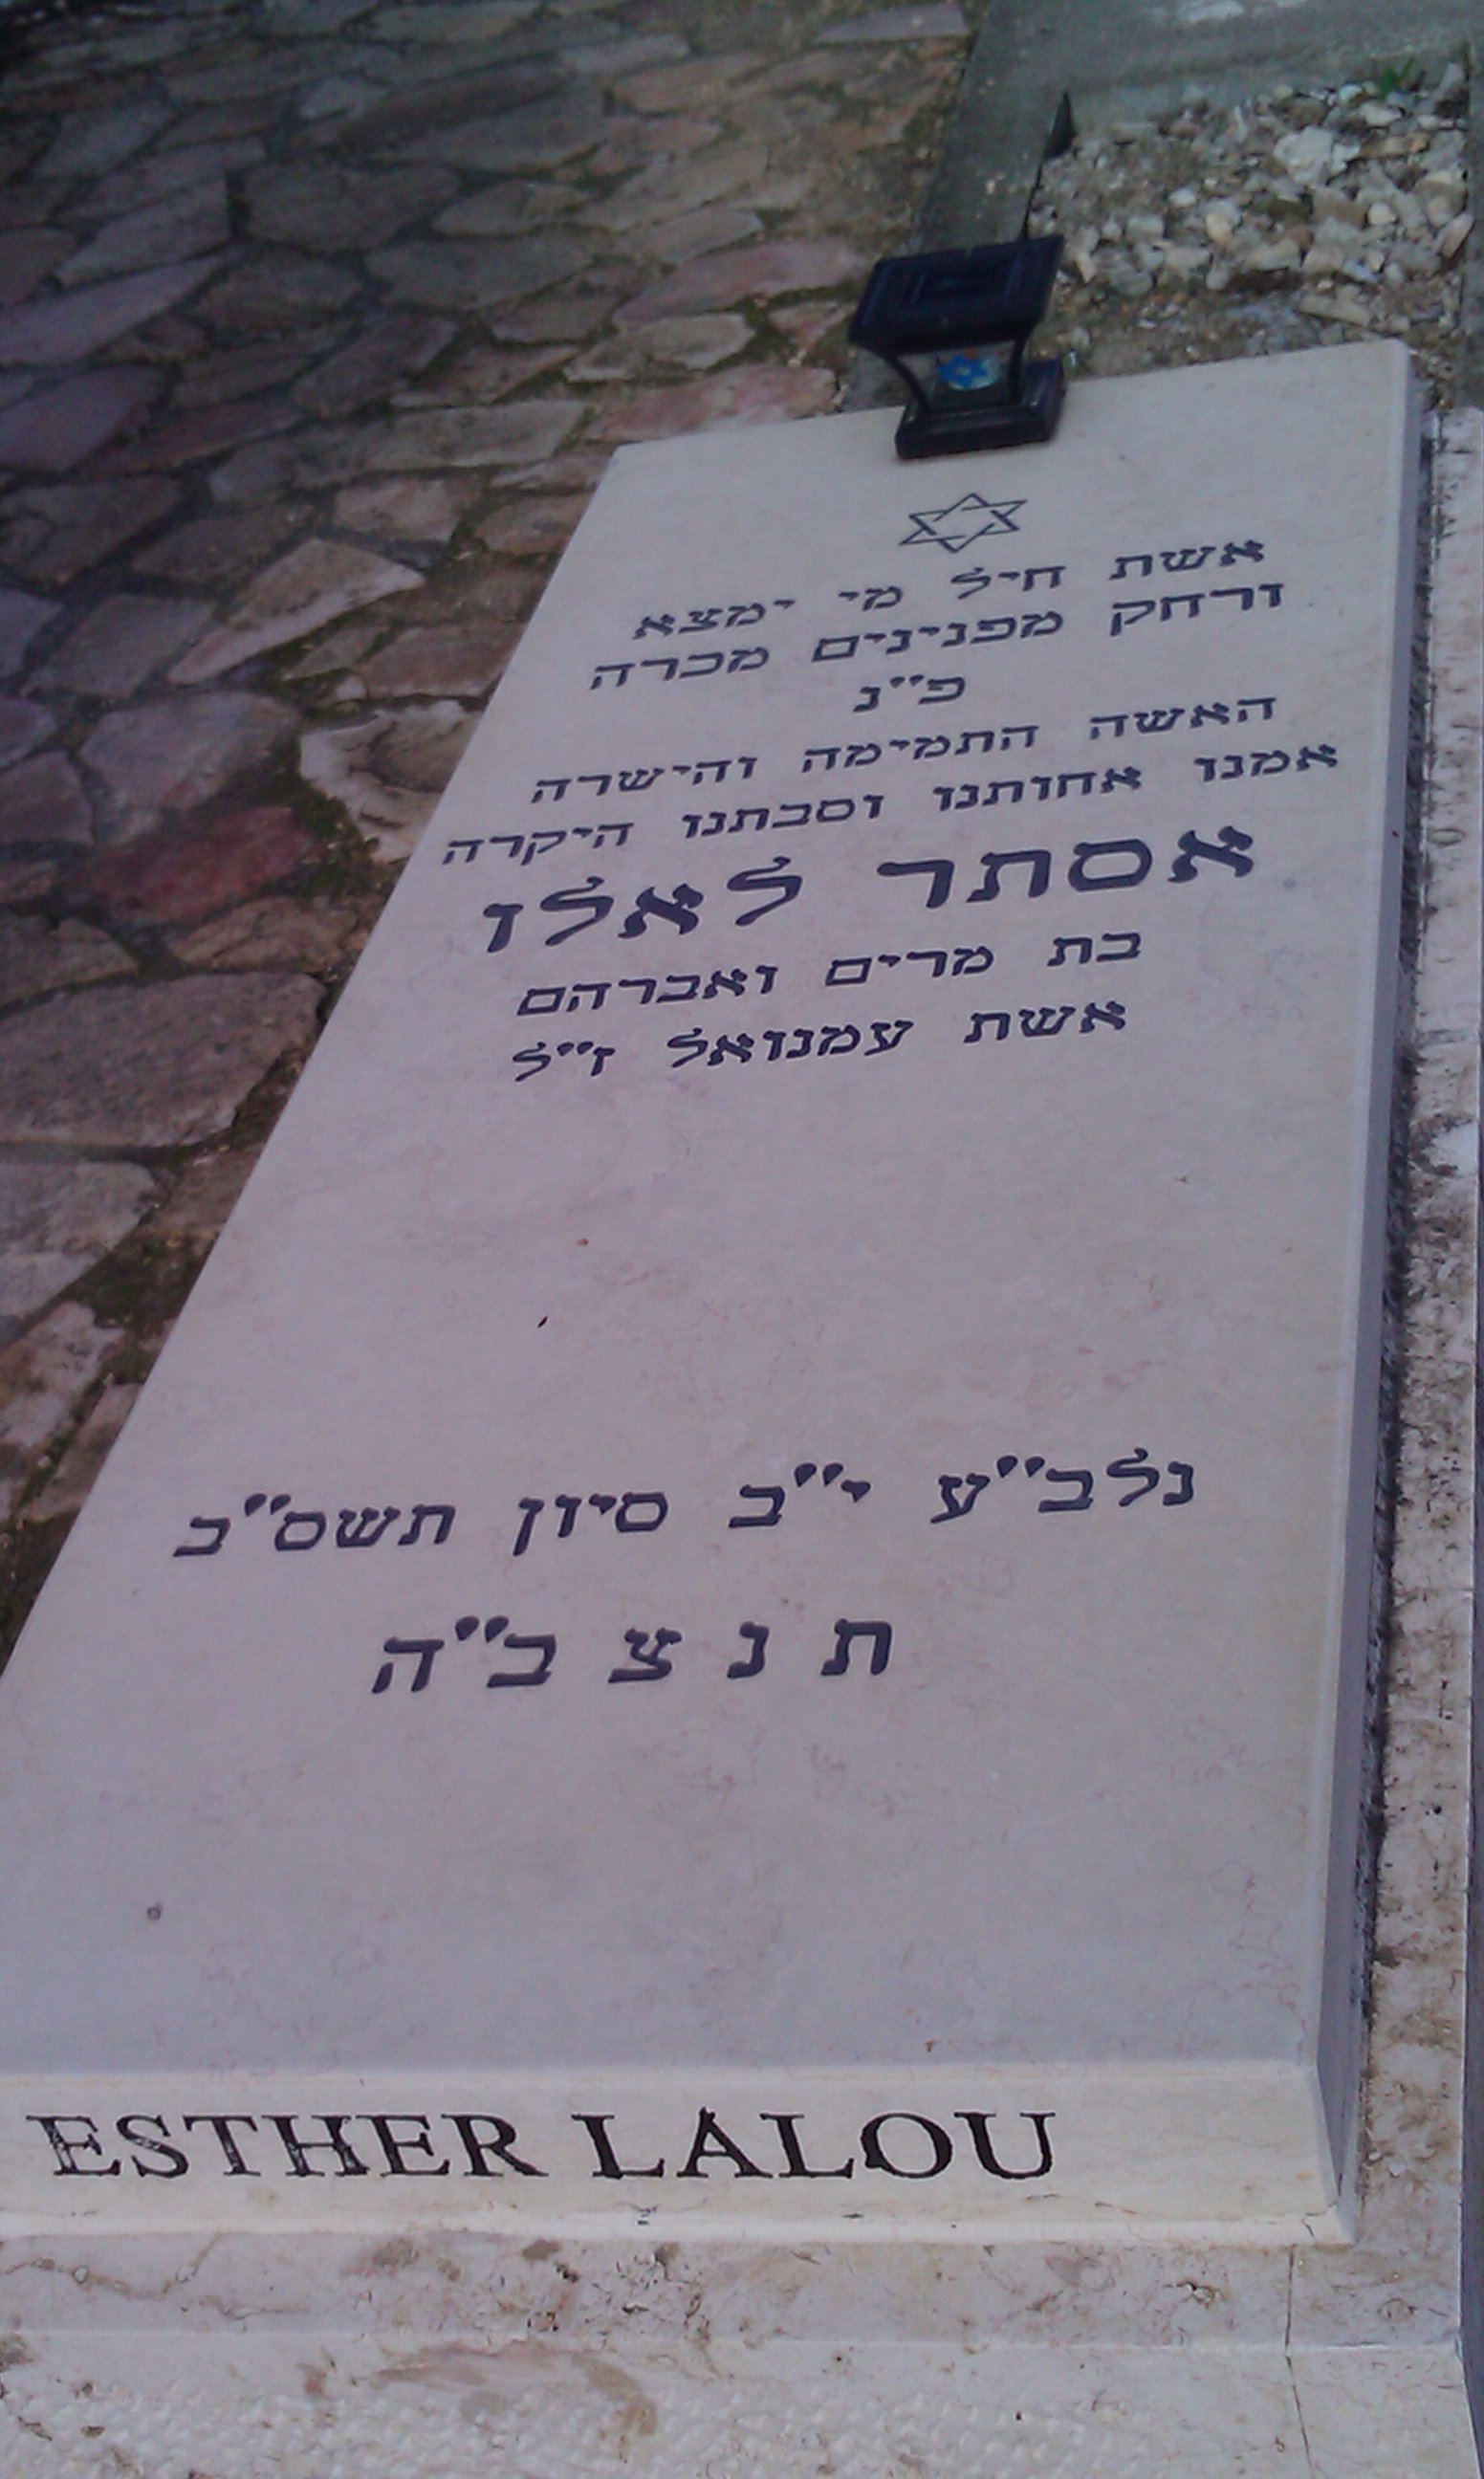 אשת חיל מי ימצא
ורחק מפנינים מכרה
פ"נ
האשה התמימה והישרה
אמנו אחותנו וסבתנו היקרה
אסתר לאלו
בת מרים ואברהם
אשת עמנואל ז"ל
נלב"ע י"ב סיון תשס"ב
ת נ צ ב"ה
ESTHER LALOU